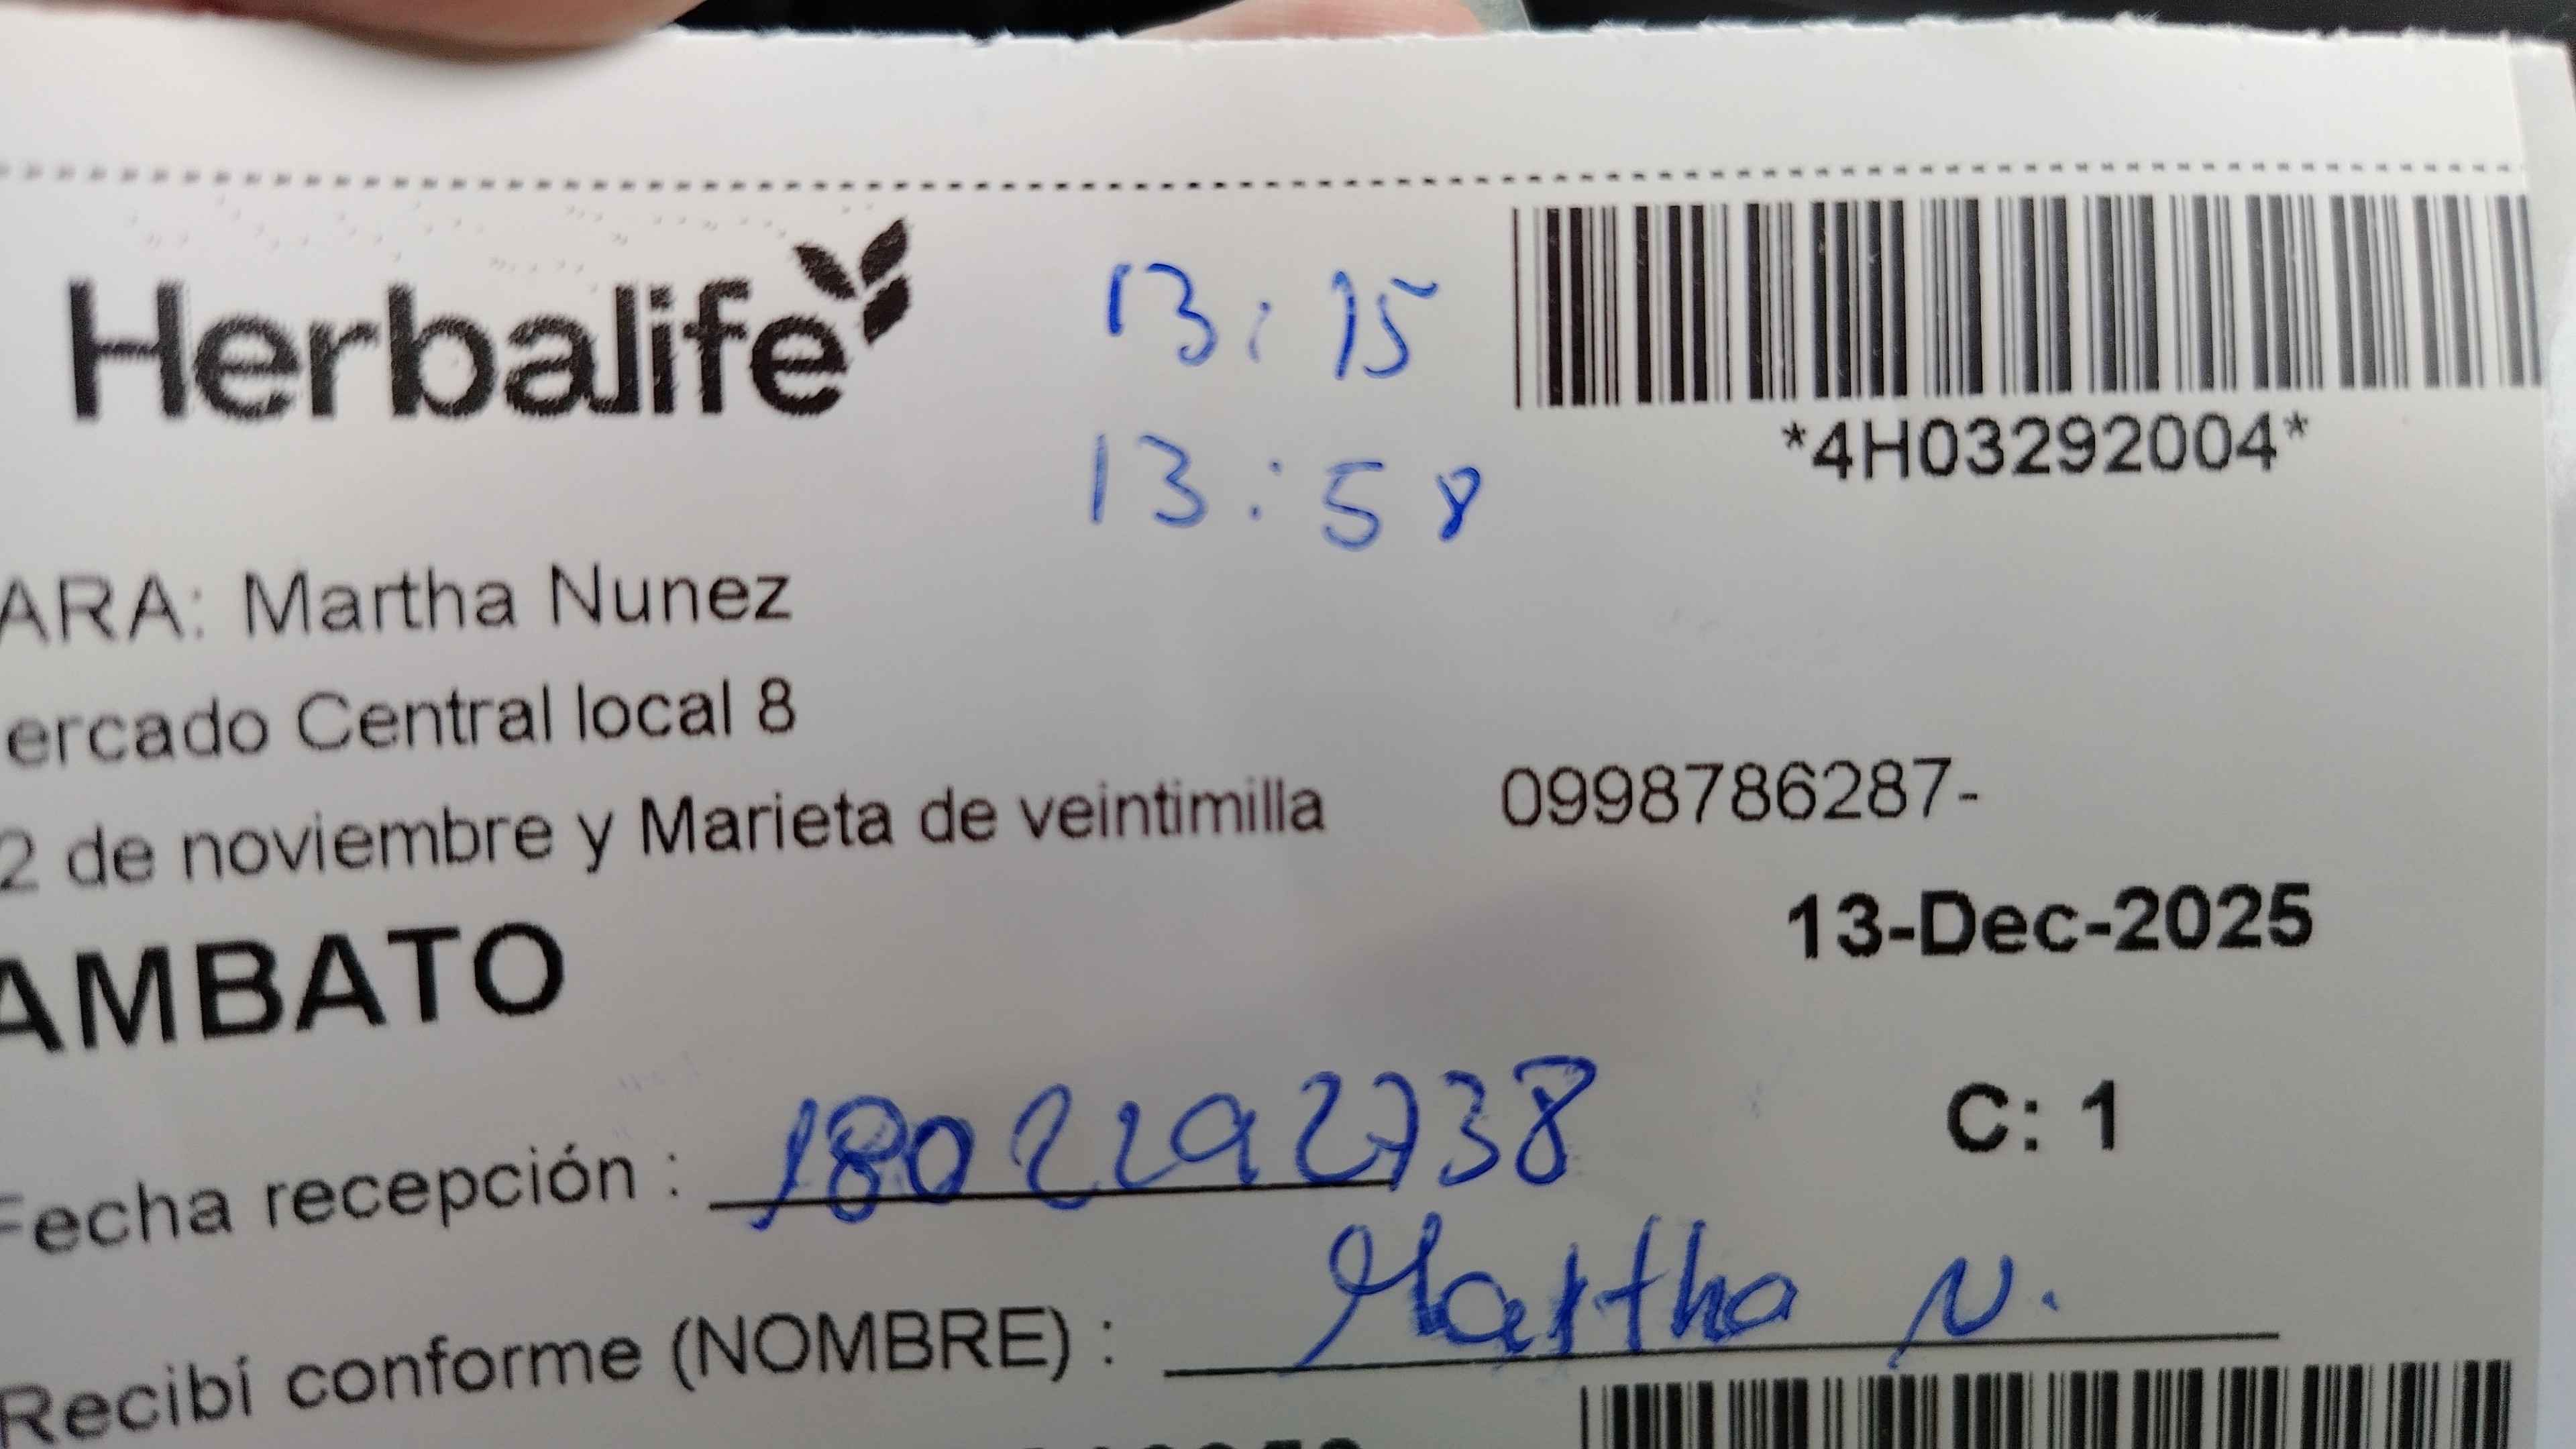 Herbalife
13:15
*4H03292004*
13:58
ARA: Martha Nunez
ercado Central local 8
2 de noviembre y Marieta de veintimilla 0998786287-
13-Dec-2025
AMBATO
C: 1
Fecha recepción : 1802292738
Recibí conforme (NOMBRE) : Martha N.